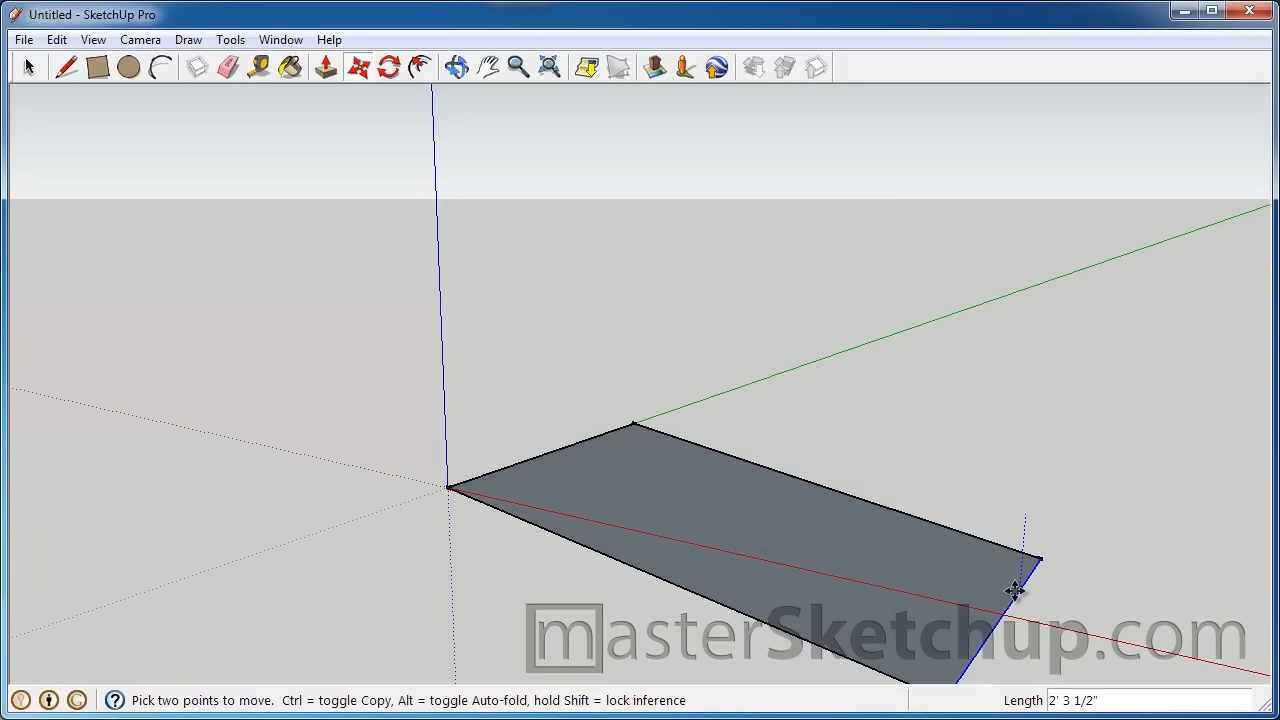 Untitled - SketchUp Pro
File Edit View Camera Draw Tools Window Help
masterSketchup.com
Pick two points to move. Ctrl = toggle Copy, Alt = toggle Auto-fold, hold Shift = lock inference
Length 2' 3 1/2"